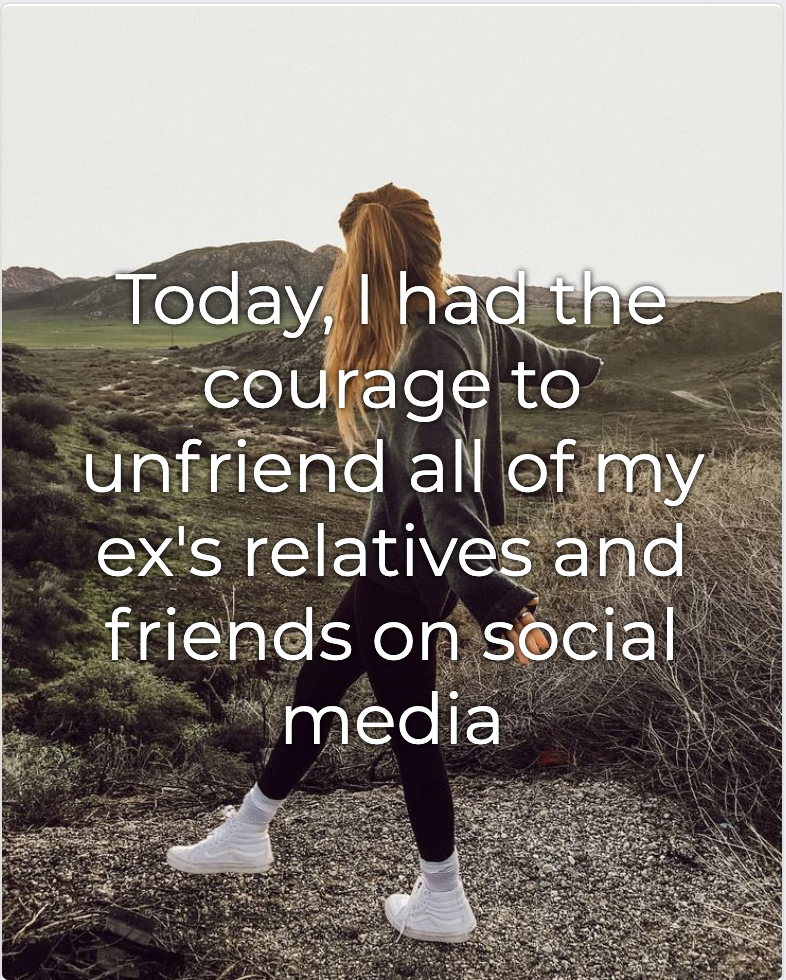 Today, I had the
courage to
unfriend all of my
ex's relatives and
friends on social
media